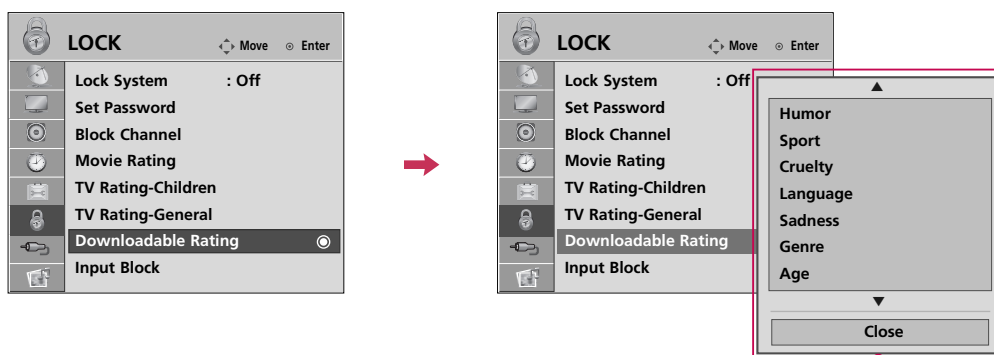 LOCK Move Enter
Lock System : Off
Set Password
Block Channel
Movie Rating
TV Rating-Children
TV Rating-General
Downloadable Rating
Input Block
LOCK Move Enter
Lock System : Off
Set Password
Block Channel
Movie Rating
TV Rating-Children
TV Rating-General
Downloadable Rating
Input Block
Humor
Sport
Cruelty
Language
Sadness
Genre
Age
Close